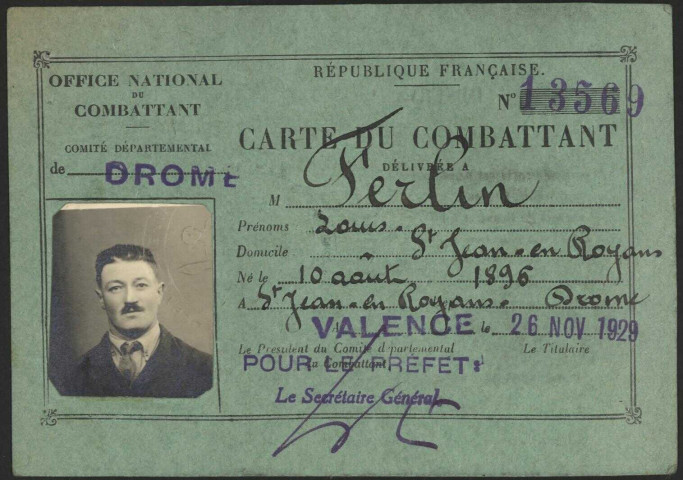 OFFICE NATIONAL
DU
COMBATTANT
COMITÉ DÉPARTEMENTAL
de DROME
RÉPUBLIQUE FRANÇAISE.
N° 13569
CARTE DU COMBATTANT
DÉLIVRÉE A
M Ferlin
Prénoms Louis
Domicile St Jean-en Royans
Né le 10 août 1896
A St Jean-en Royans Drome
VALENCE le 26 NOV 1929
Le Président du Comité départemental
du Combattant
Le Titulaire
POUR LE PRÉFET:
Le Secrétaire Général